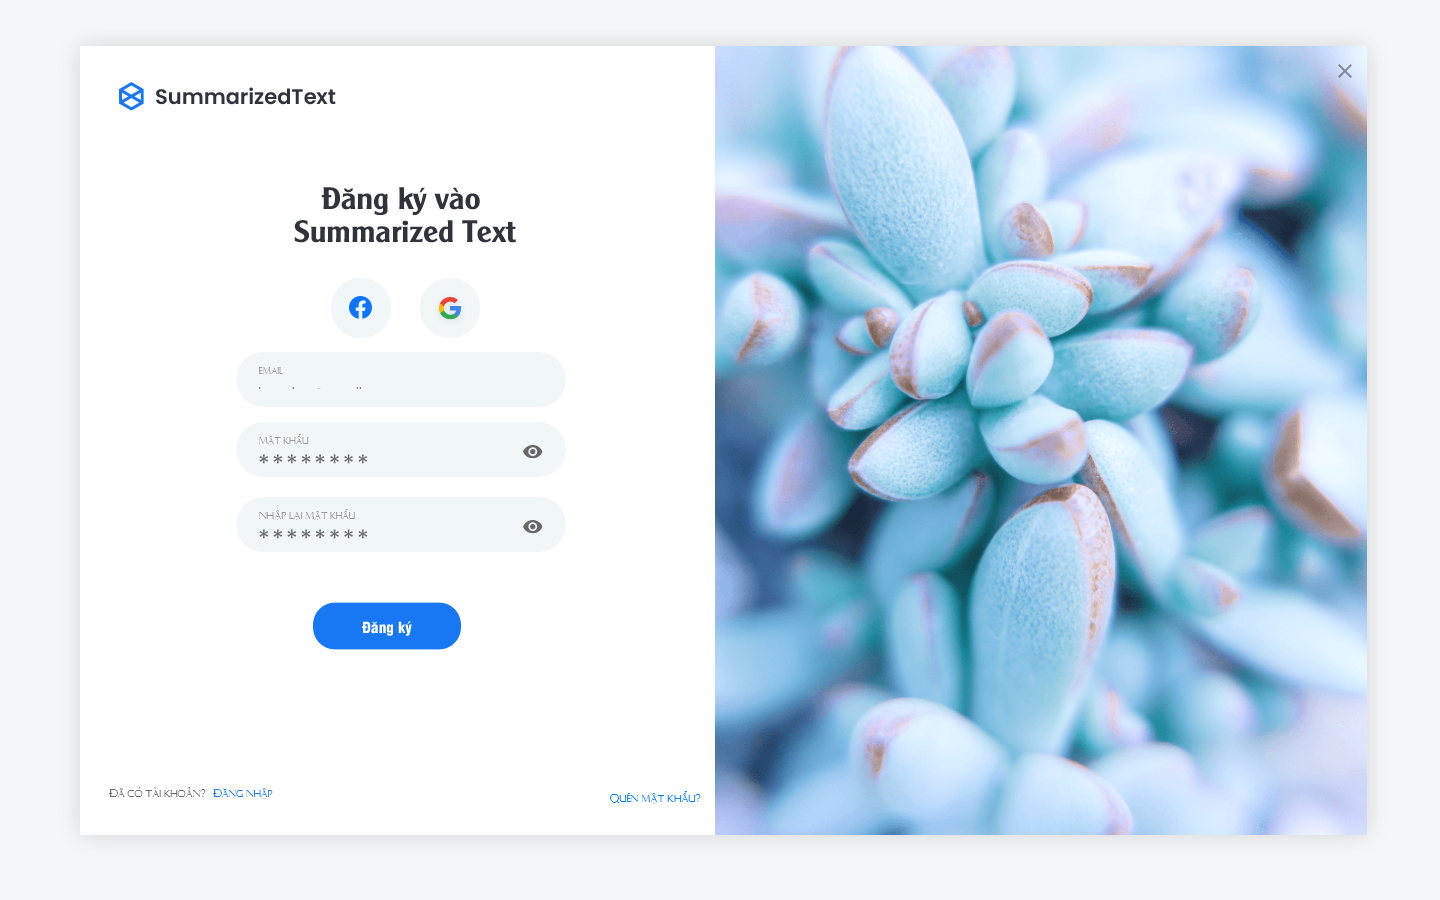 SummarizedText
Đăng ký vào
Summarized Text
EMAIL
MẬT KHẨU
********
NHẬP LẠI MẬT KHẨU
********
Đăng ký
ĐÃ CÓ TÀI KHOẢN? ĐĂNG NHẬP
QUÊN MẬT KHẨU?